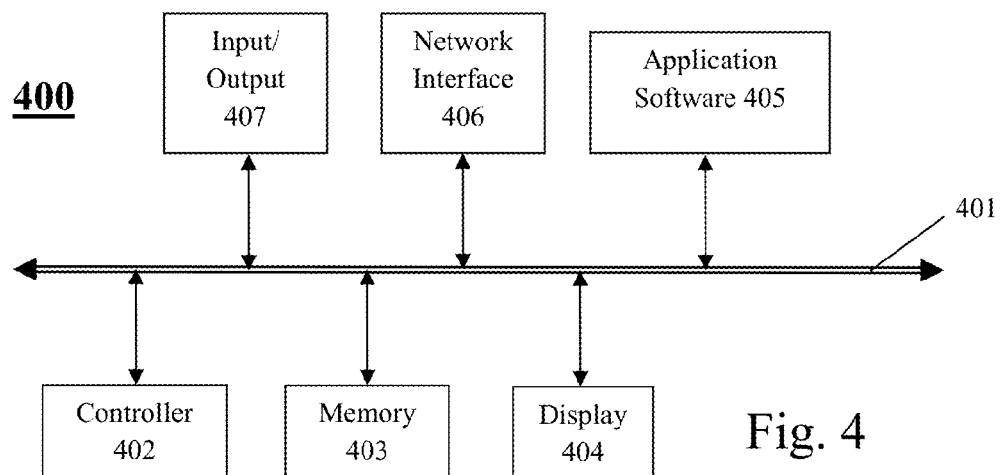 400
Input/
Output
407
Network
Interface
406
Application
Software 405
401
Controller
402
Memory
403
Display
404
Fig. 4